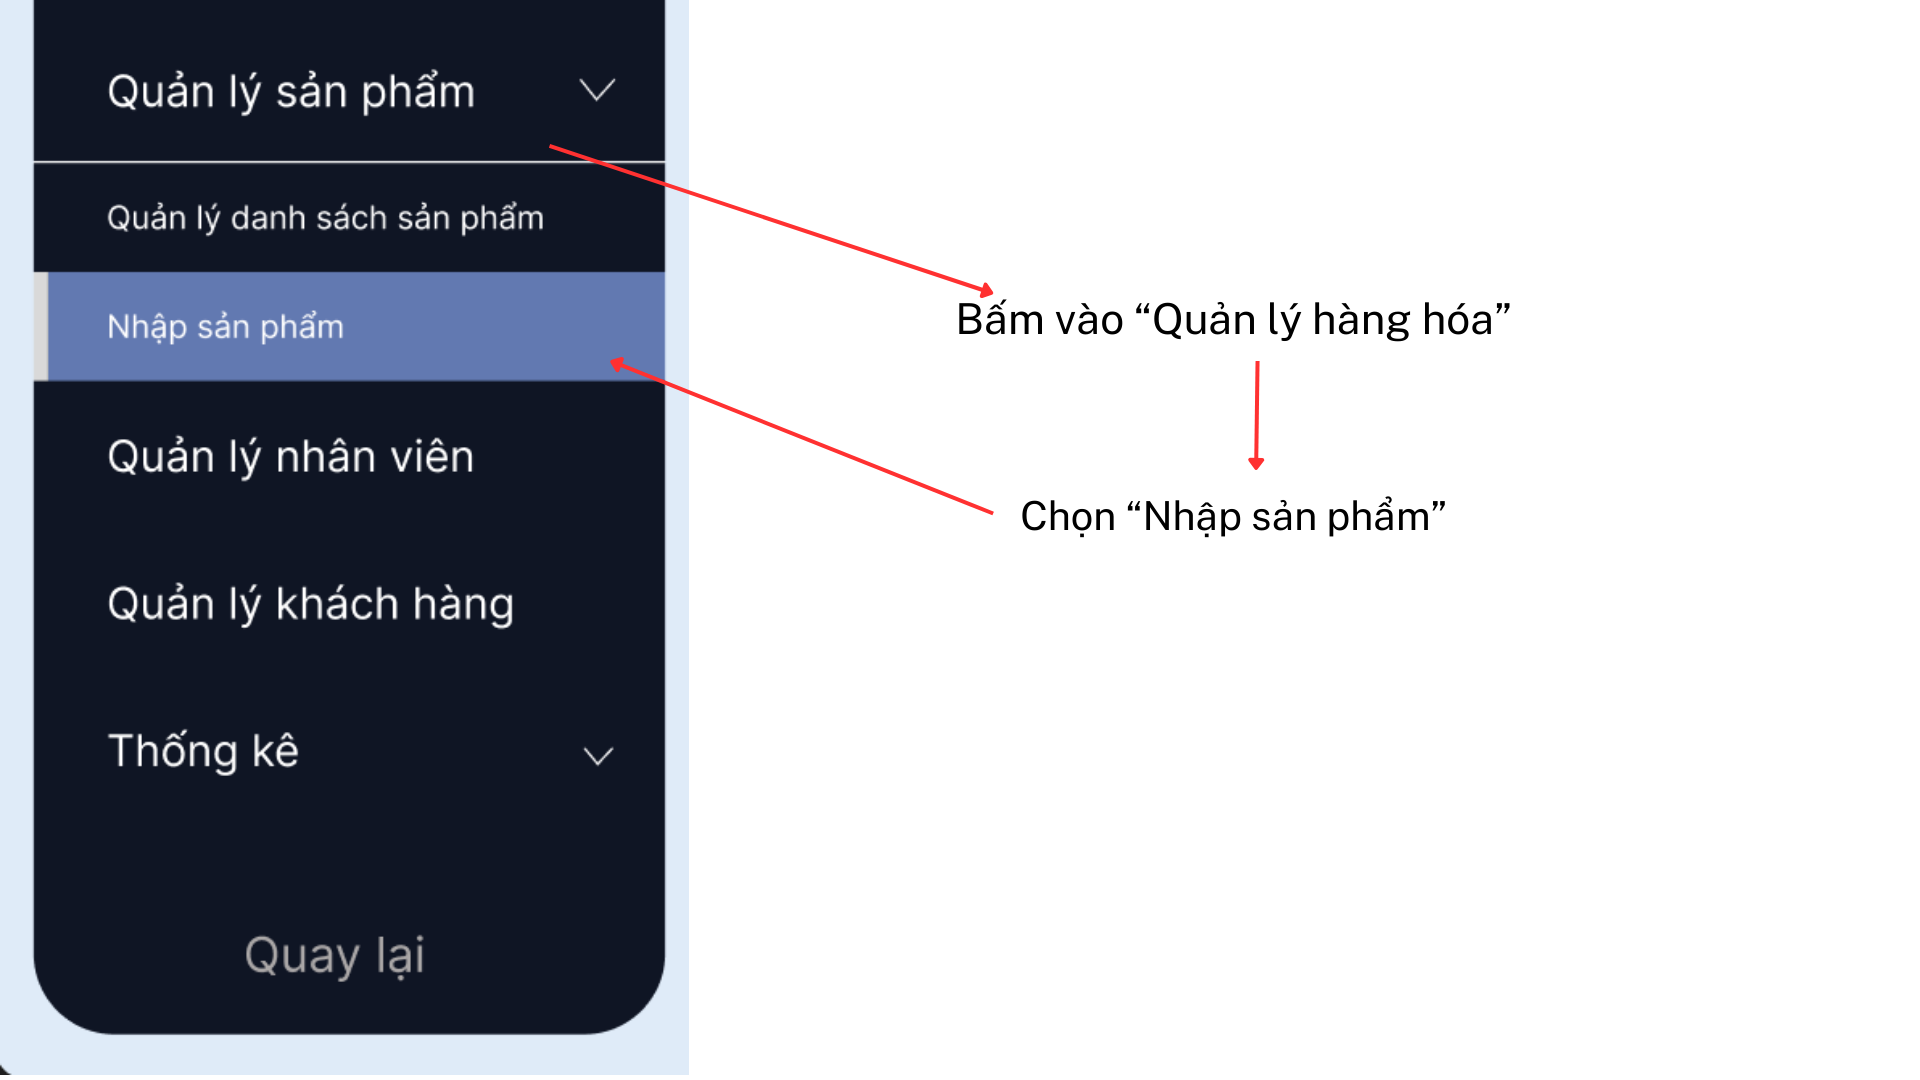 Quản lý sản phẩm
Quản lý danh sách sản phẩm
Nhập sản phẩm
Quản lý nhân viên
Quản lý khách hàng
Thống kê
Quay lại
Bấm vào “Quản lý hàng hóa”
Chọn “Nhập sản phẩm”